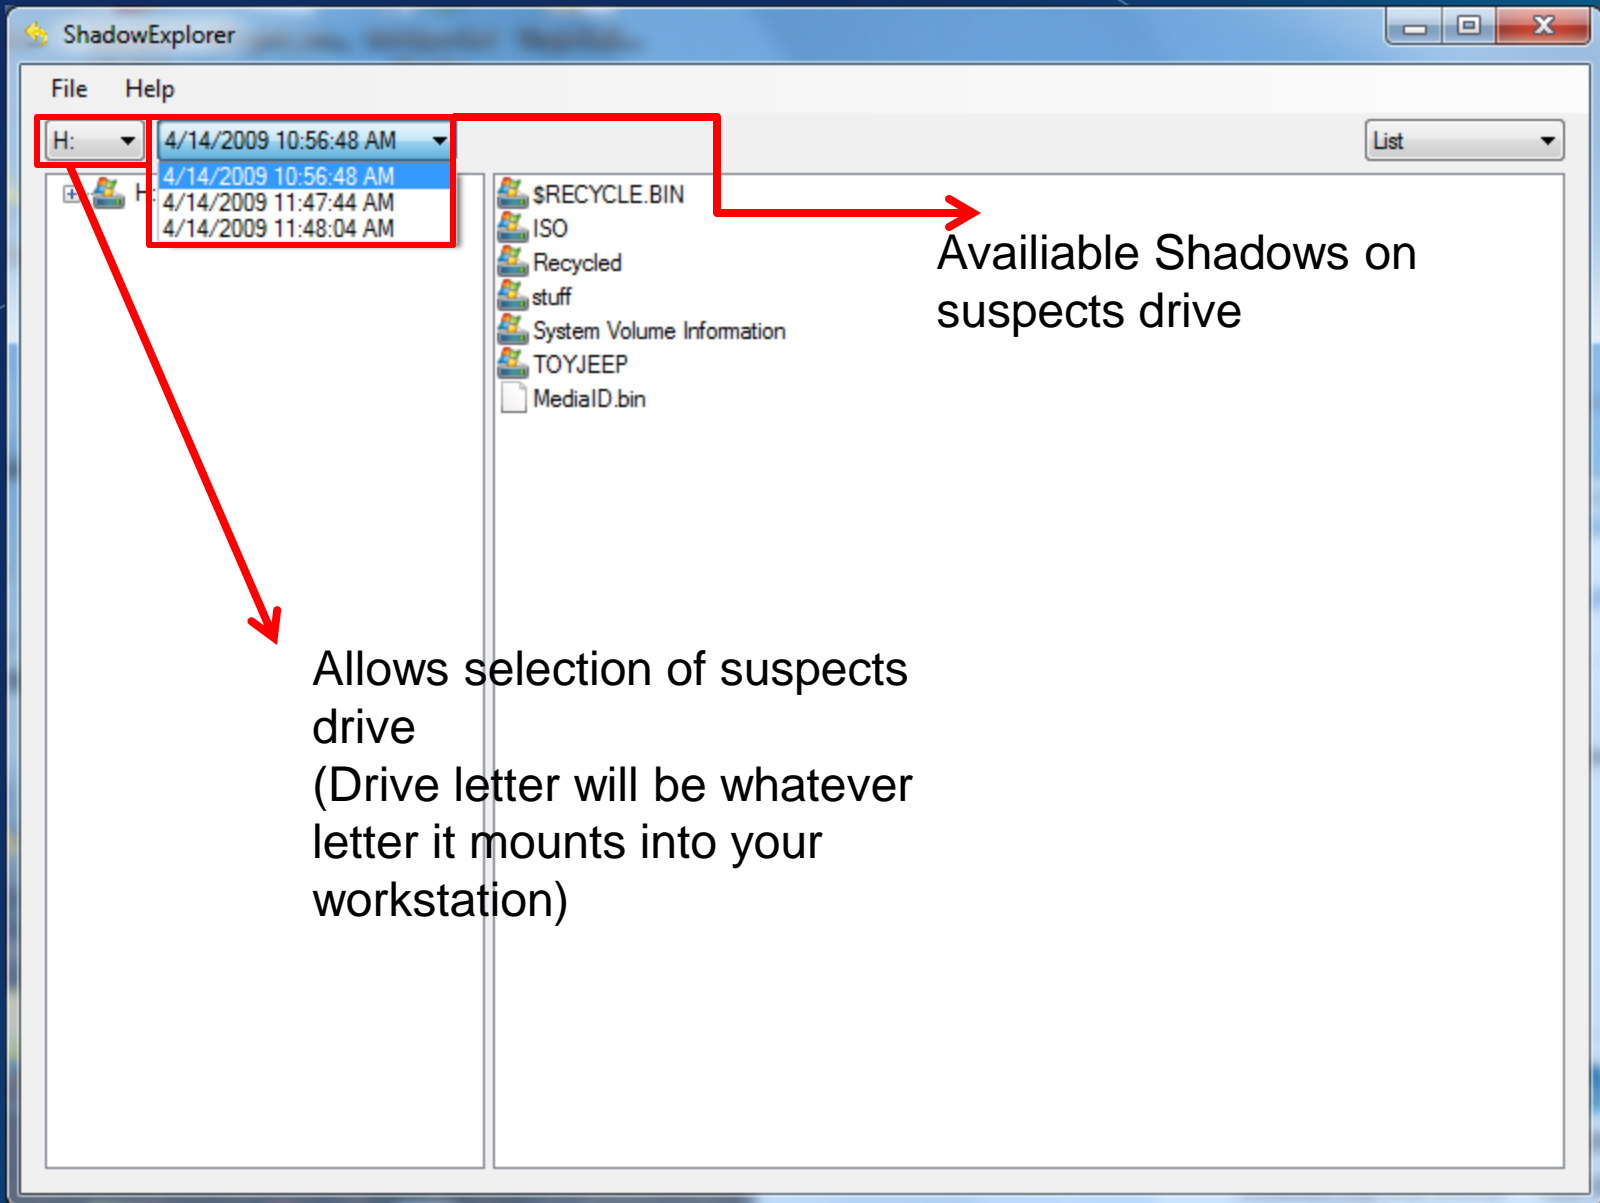 ShadowExplorer
File Help
H: 4/14/2009 10:56:48 AM List
4/14/2009 10:56:48 AM
4/14/2009 11:47:44 AM
4/14/2009 11:48:04 AM
H:
$RECYCLE.BIN
ISO
Recycled
stuff
System Volume Information
TOYJEEP
MediaID.bin
Availiable Shadows on
suspects drive
Allows selection of suspects
drive
(Drive letter will be whatever
letter it mounts into your
workstation)